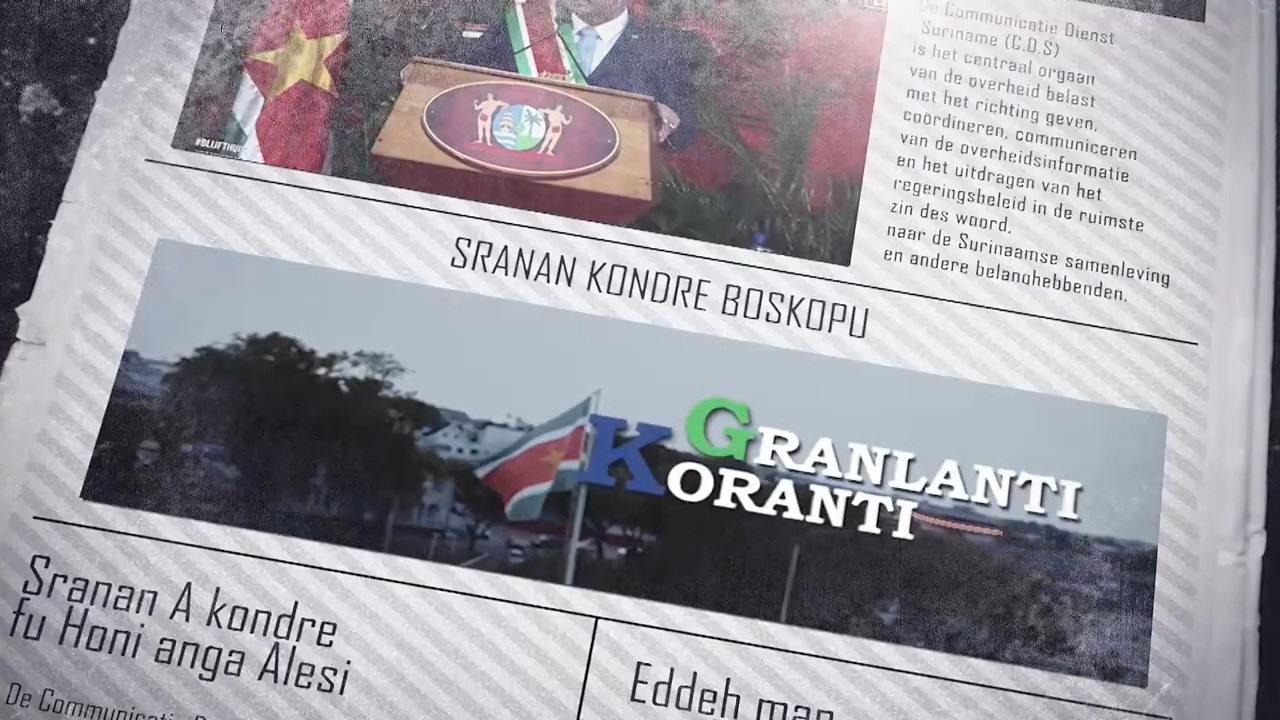 De Communicatie Dienst
Suriname (C.D.S)
is het centraal orgaan
van de overheid belast
met het richting geven,
coördineren, communiceren
van de overheidsinformatie
en het uitdragen van het
regeringsbeleid in de ruimste
zin des woord.
naar de Surinaamse samenleving
en andere belanghebbenden.
SRANAN KONDRE BOSKOPU
GRANLANTI
KORANTI
Sranan A kondre
fu Honi anga Alesi
Eddeh man
De